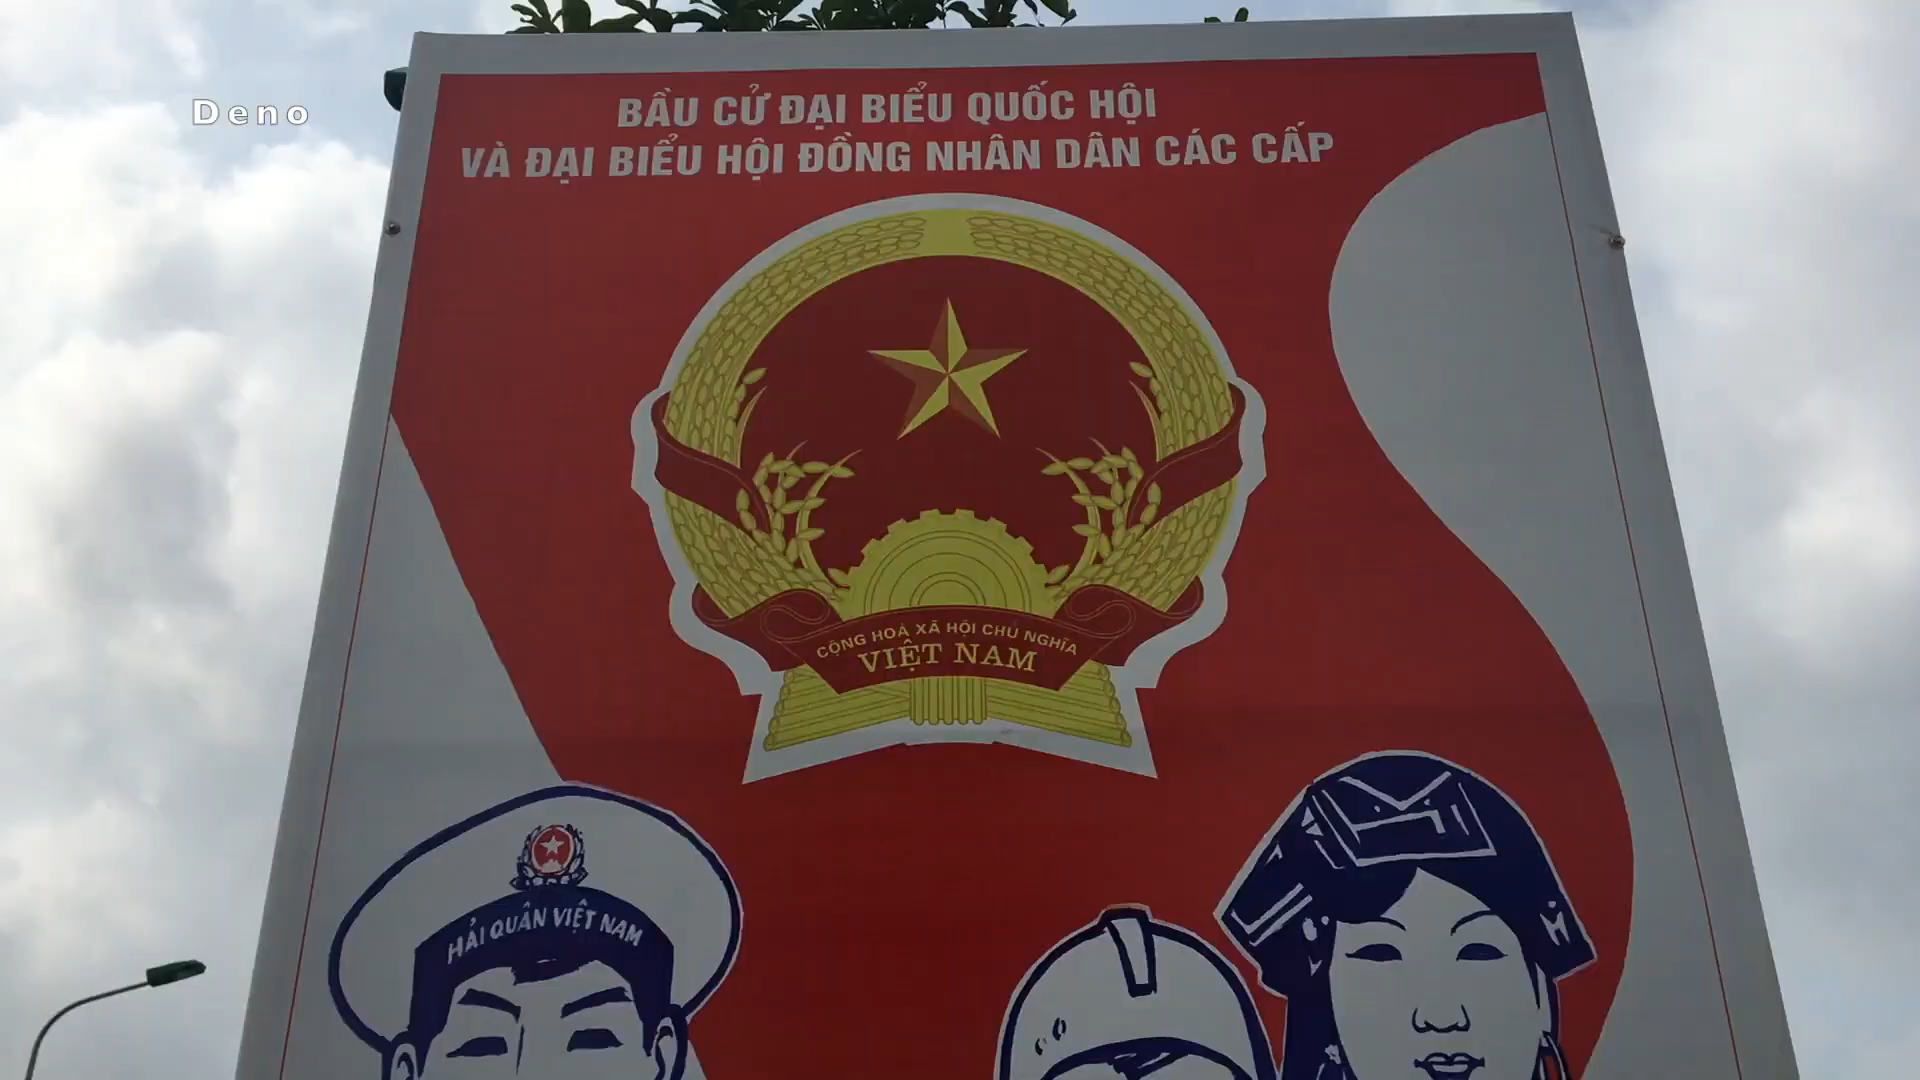 Deno
BẦU CỬ ĐẠI BIỂU QUỐC HỘI
VÀ ĐẠI BIỂU HỘI ĐỒNG NHÂN DÂN CÁC CẤP
CỘNG HOÀ XÃ HỘI CHỦ NGHĨA
VIỆT NAM
HẢI QUÂN VIỆT NAM